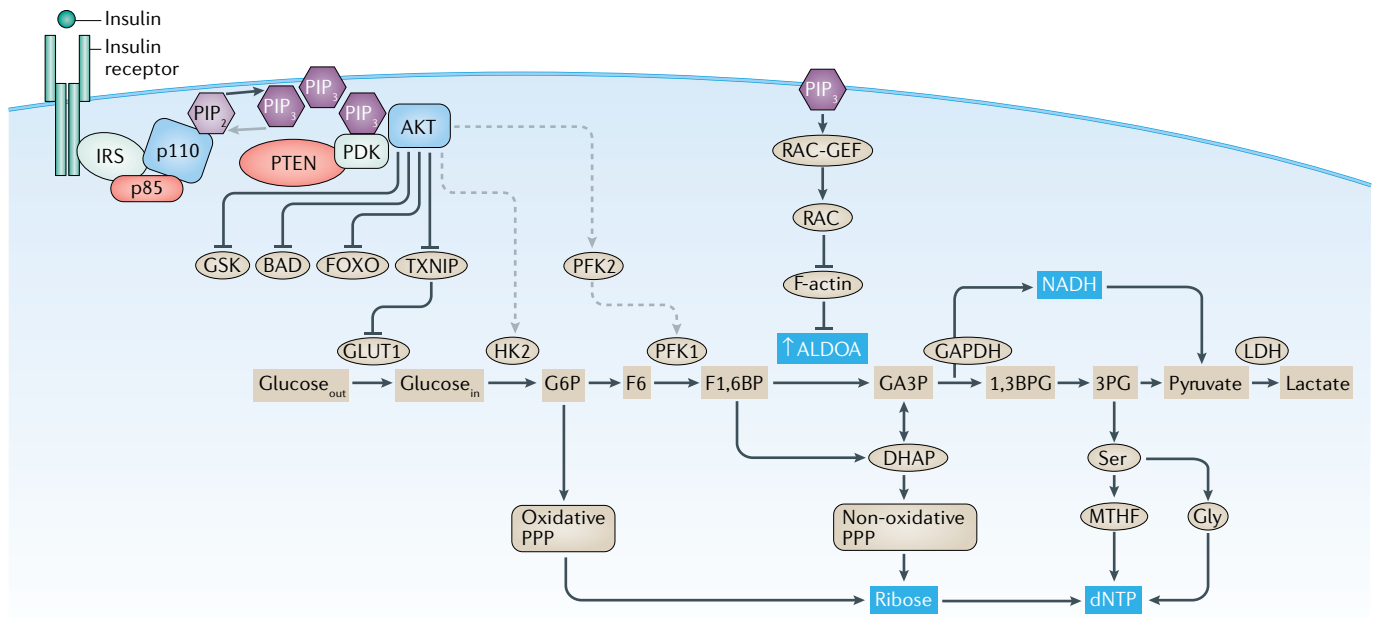 Insulin
Insulin
receptor
PIP₂
PIP₃
PIP₃
PIP₃
AKT
PIP₃
IRS
p110
p85
PTEN
PDK
RAC-GEF
RAC
GSK
BAD
FOXO
TXNIP
PFK2
F-actin
NADH
GLUT1
HK2
PFK1
↑ALDOA
GAPDH
LDH
Glucoseout
Glucosein
G6P
F6
F1,6BP
GA3P
1,3BPG
3PG
Pyruvate
Lactate
DHAP
Ser
Oxidative
PPP
Non-oxidative
PPP
MTHF
Gly
Ribose
dNTP